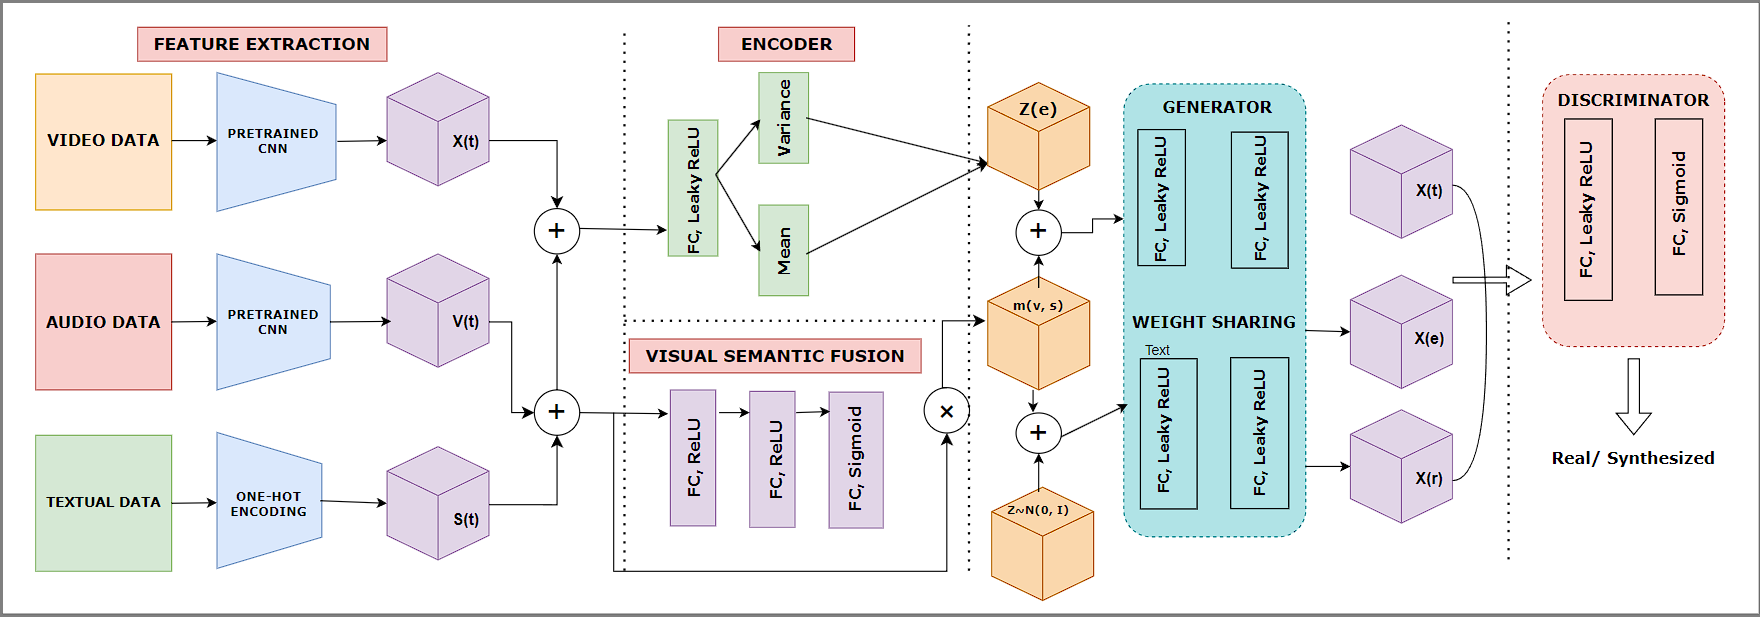 FEATURE EXTRACTION
VIDEO DATA
PRETRAINED
CNN
X(t)
AUDIO DATA
PRETRAINED
CNN
V(t)
TEXTUAL DATA
ONE-HOT
ENCODING
S(t)
+
+
ENCODER
FC, Leaky ReLU
Variance
Mean
VISUAL SEMANTIC FUSION
FC, ReLU
FC, ReLU
FC, Sigmoid
×
Z(e)
+
m(v, s)
+
Z~N(0, I)
GENERATOR
FC, Leaky ReLU
FC, Leaky ReLU
WEIGHT SHARING
Text
FC, Leaky ReLU
FC, Leaky ReLU
X(t)
X(e)
X(r)
DISCRIMINATOR
FC, Leaky ReLU
FC, Sigmoid
Real/ Synthesized